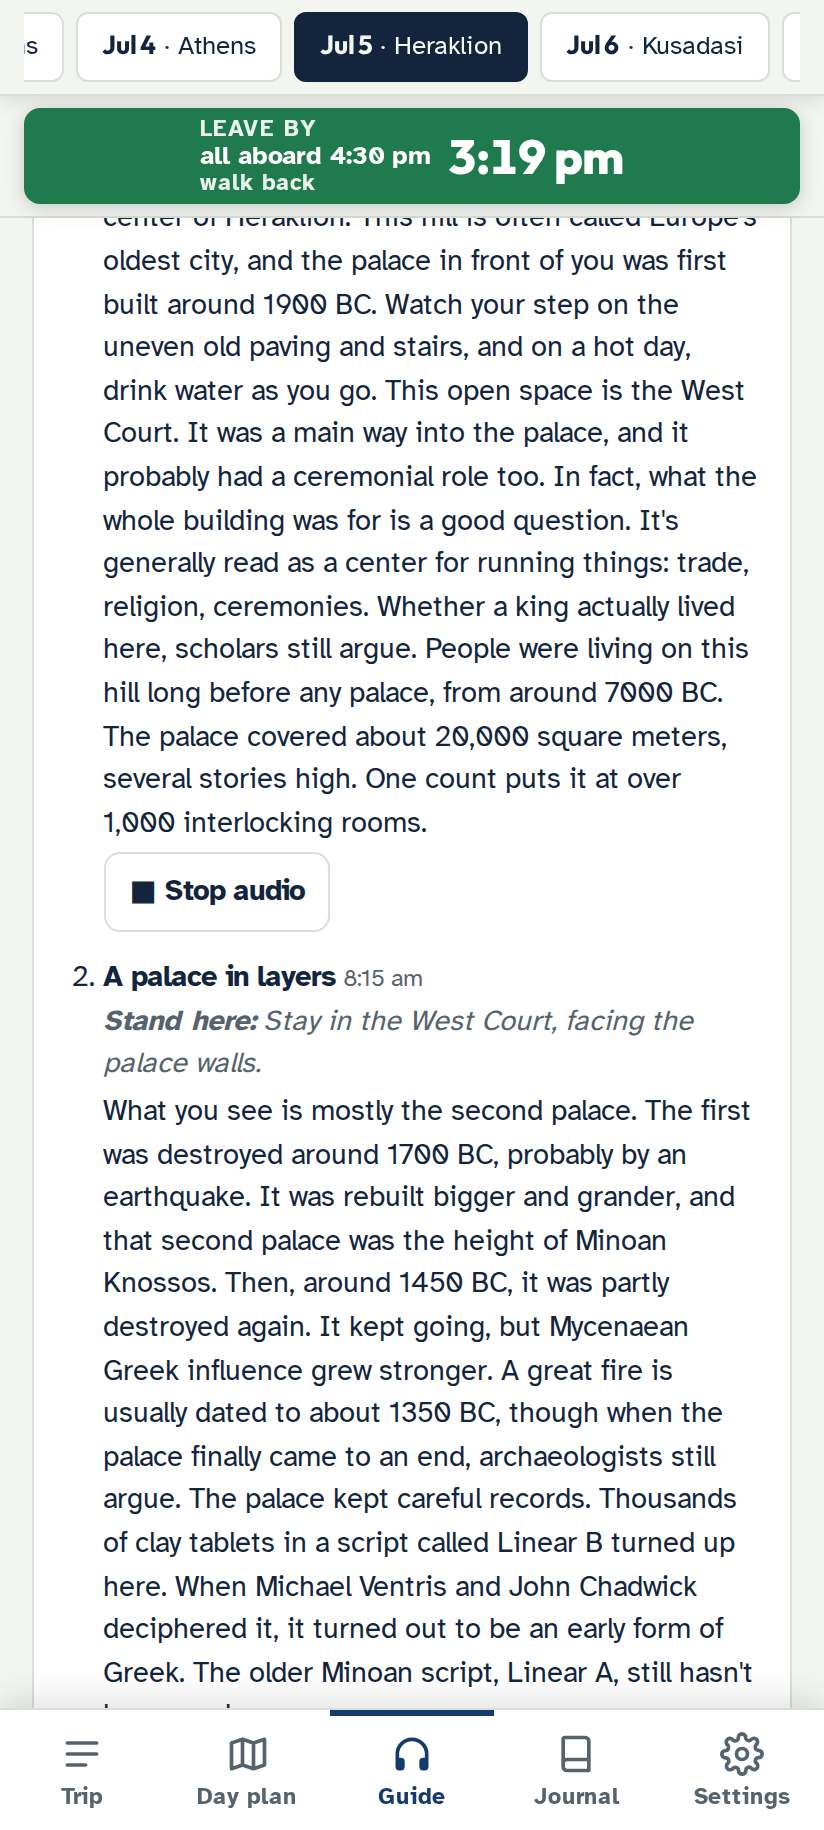 s
Jul 4 · Athens
Jul 5 · Heraklion
Jul 6 · Kusadasi
LEAVE BY
all aboard 4:30 pm
walk back
3:19 pm
center of Heraklion. This hill is often called Europe's
oldest city, and the palace in front of you was first
built around 1900 BC. Watch your step on the
uneven old paving and stairs, and on a hot day,
drink water as you go. This open space is the West
Court. It was a main way into the palace, and it
probably had a ceremonial role too. In fact, what the
whole building was for is a good question. It's
generally read as a center for running things: trade,
religion, ceremonies. Whether a king actually lived
here, scholars still argue. People were living on this
hill long before any palace, from around 7000 BC.
The palace covered about 20,000 square meters,
several stories high. One count puts it at over
1,000 interlocking rooms.
Stop audio
2. A palace in layers 8:15 am
Stand here: Stay in the West Court, facing the
palace walls.
What you see is mostly the second palace. The first
was destroyed around 1700 BC, probably by an
earthquake. It was rebuilt bigger and grander, and
that second palace was the height of Minoan
Knossos. Then, around 1450 BC, it was partly
destroyed again. It kept going, but Mycenaean
Greek influence grew stronger. A great fire is
usually dated to about 1350 BC, though when the
palace finally came to an end, archaeologists still
argue. The palace kept careful records. Thousands
of clay tablets in a script called Linear B turned up
here. When Michael Ventris and John Chadwick
deciphered it, it turned out to be an early form of
Greek. The older Minoan script, Linear A, still hasn't
Trip
Day plan
Guide
Journal
Settings